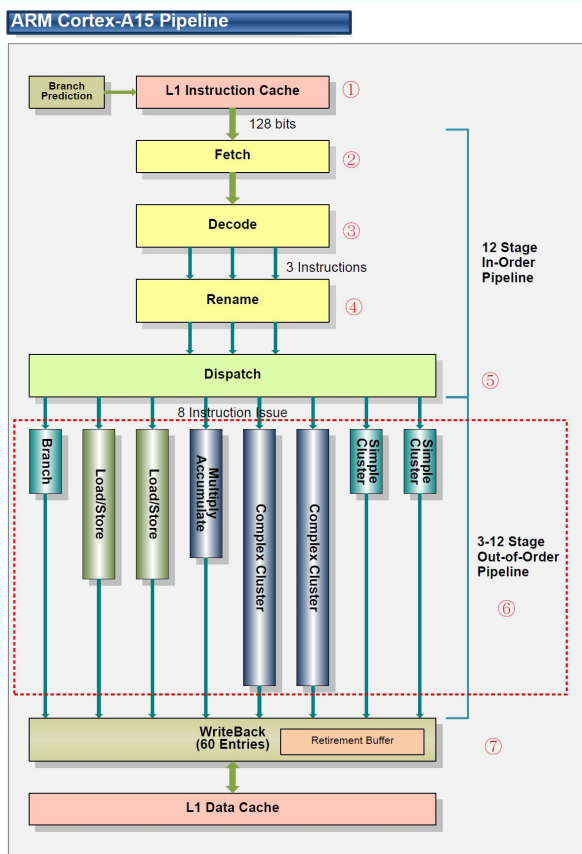 ARM Cortex-A15 Pipeline
Branch
Prediction
L1 Instruction Cache
①
128 bits
Fetch
②
Decode
③
3 Instructions
12 Stage
In-Order
Pipeline
Rename
④
Dispatch
⑤
8 Instruction Issue
Branch
Load/Store
Load/Store
Multiply
Accumulate
Complex Cluster
Complex Cluster
Simple
Cluster
Simple
Cluster
3-12 Stage
Out-of-Order
Pipeline
⑥
WriteBack
(60 Entries)
Retirement Buffer
⑦
L1 Data Cache